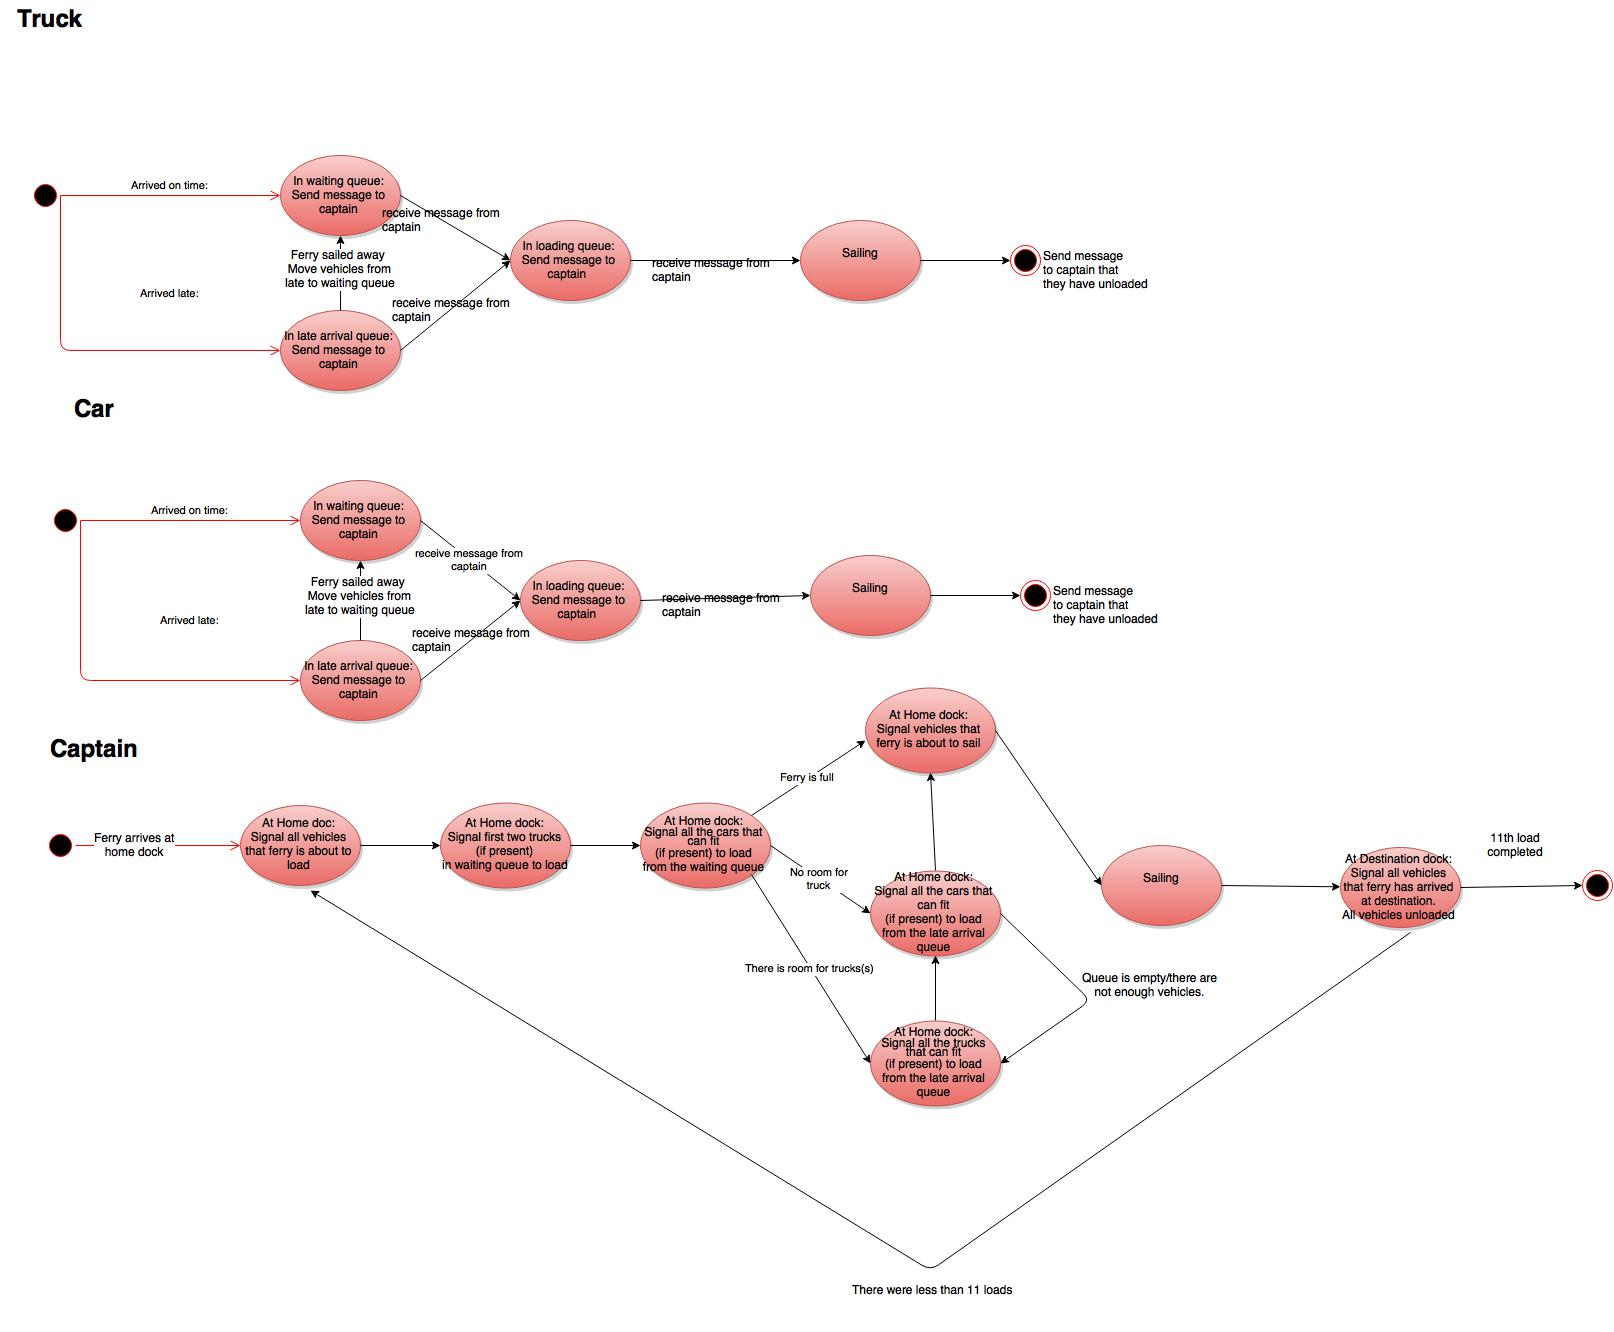 Truck
Arrived on time:
In waiting queue:
Send message to
captain
receive message from
captain
Ferry sailed away
Move vehicles from
late to waiting queue
Arrived late:
In late arrival queue:
Send message to
captain
receive message from
captain
In loading queue:
Send message to
captain
receive message from
captain
Sailing
Send message
to captain that
they have unloaded
Car
Arrived on time:
In waiting queue:
Send message to
captain
receive message from
captain
Ferry sailed away
Move vehicles from
late to waiting queue
Arrived late:
In late arrival queue:
Send message to
captain
receive message from
captain
In loading queue:
Send message to
captain
receive message from
captain
Sailing
Send message
to captain that
they have unloaded
Captain
Ferry arrives at
home dock
At Home doc:
Signal all vehicles
that ferry is about to
load
At Home dock:
Signal first two trucks
(if present)
in waiting queue to load
At Home dock:
Signal all the cars that
can fit
(if present) to load
from the waiting queue
Ferry is full
At Home dock:
Signal vehicles that
ferry is about to sail
No room for
truck
At Home dock:
Signal all the cars that
can fit
(if present) to load
from the late arrival
queue
There is room for trucks(s)
Queue is empty/there are
not enough vehicles.
At Home dock:
Signal all the trucks
that can fit
(if present) to load
from the late arrival
queue
Sailing
At Destination dock:
Signal all vehicles
that ferry has arrived
at destination.
All vehicles unloaded
11th load
completed
There were less than 11 loads